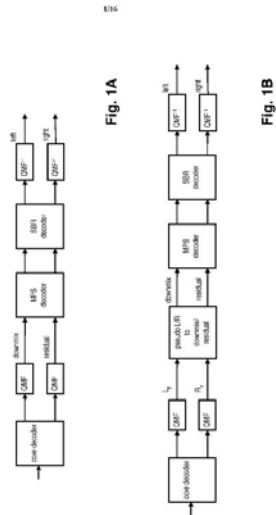 8/16
left
right
QMF⁻¹
QMF⁻¹
SBR
decoder
MPS
decoder
downmix
residual
QMF
QMF
core decoder
Fig. 1A
left
right
QMF⁻¹
QMF⁻¹
SBR
decoder
MPS
decoder
downmix
residual
pseudo L/R
to
downmix/
residual
QMF
QMF
core decoder
Fig. 1B